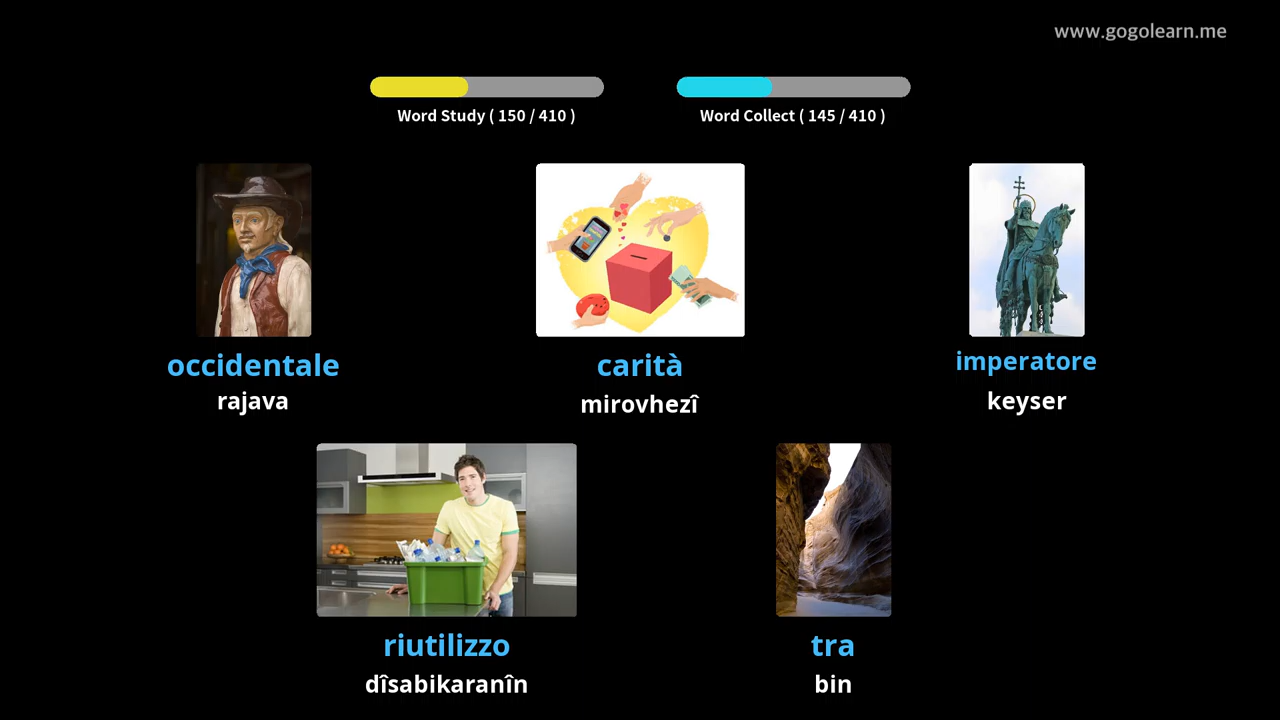 www.gogolearn.me
Word Study ( 150 / 410 )
Word Collect ( 145 / 410 )
occidentale
rajava
carità
mirovhezî
imperatore
keyser
riutilizzo
dîsabikaranîn
tra
bin